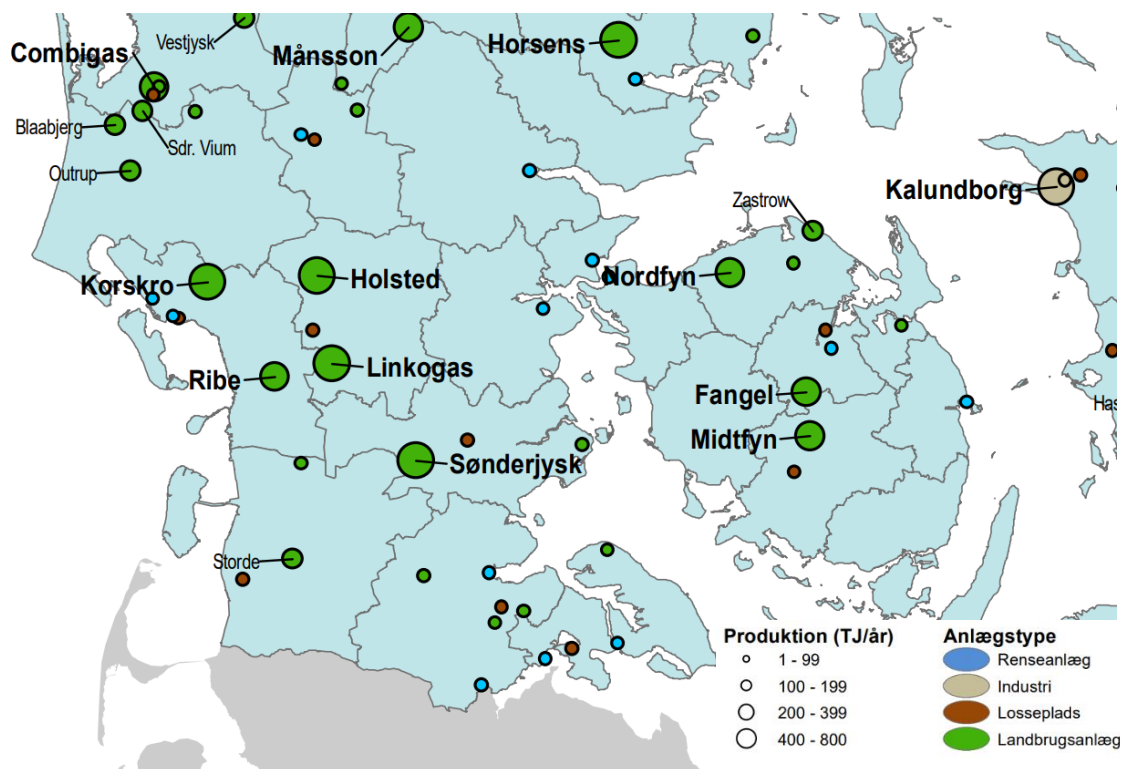 Vestjysk
Combigas
Månsson
Horsens
Blaabjerg
Sdr. Vium
Outrup
Kalundborg
Zastrow
Korskro
Holsted
Nordfyn
Ribe
Linkogas
Fangel
Has
Midtfyn
Sønderjysk
Storde
Produktion (TJ/år)
1 - 99
100 - 199
200 - 399
400 - 800
Anlægstype
Renseanlæg
Industri
Losseplads
Landbrugsanlæg